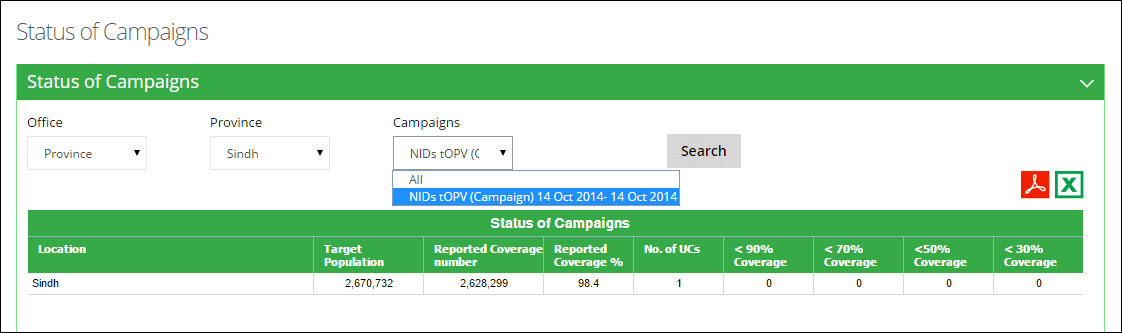 Status of Campaigns
Status of Campaigns
Office Province Campaigns
Province Sindh NIDs tOPV (C Search
All
NIDs tOPV (Campaign) 14 Oct 2014- 14 Oct 2014
Status of Campaigns
Location Target Population Reported Coverage number Reported Coverage % No. of UCs < 90% Coverage < 70% Coverage <50% Coverage < 30% Coverage
Sindh 2,670,732 2,628,299 98.4 1 0 0 0 0